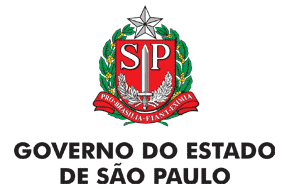 SP
PRO·BRASILIA·FIANT·EXIMIA
GOVERNO DO ESTADO
DE SÃO PAULO